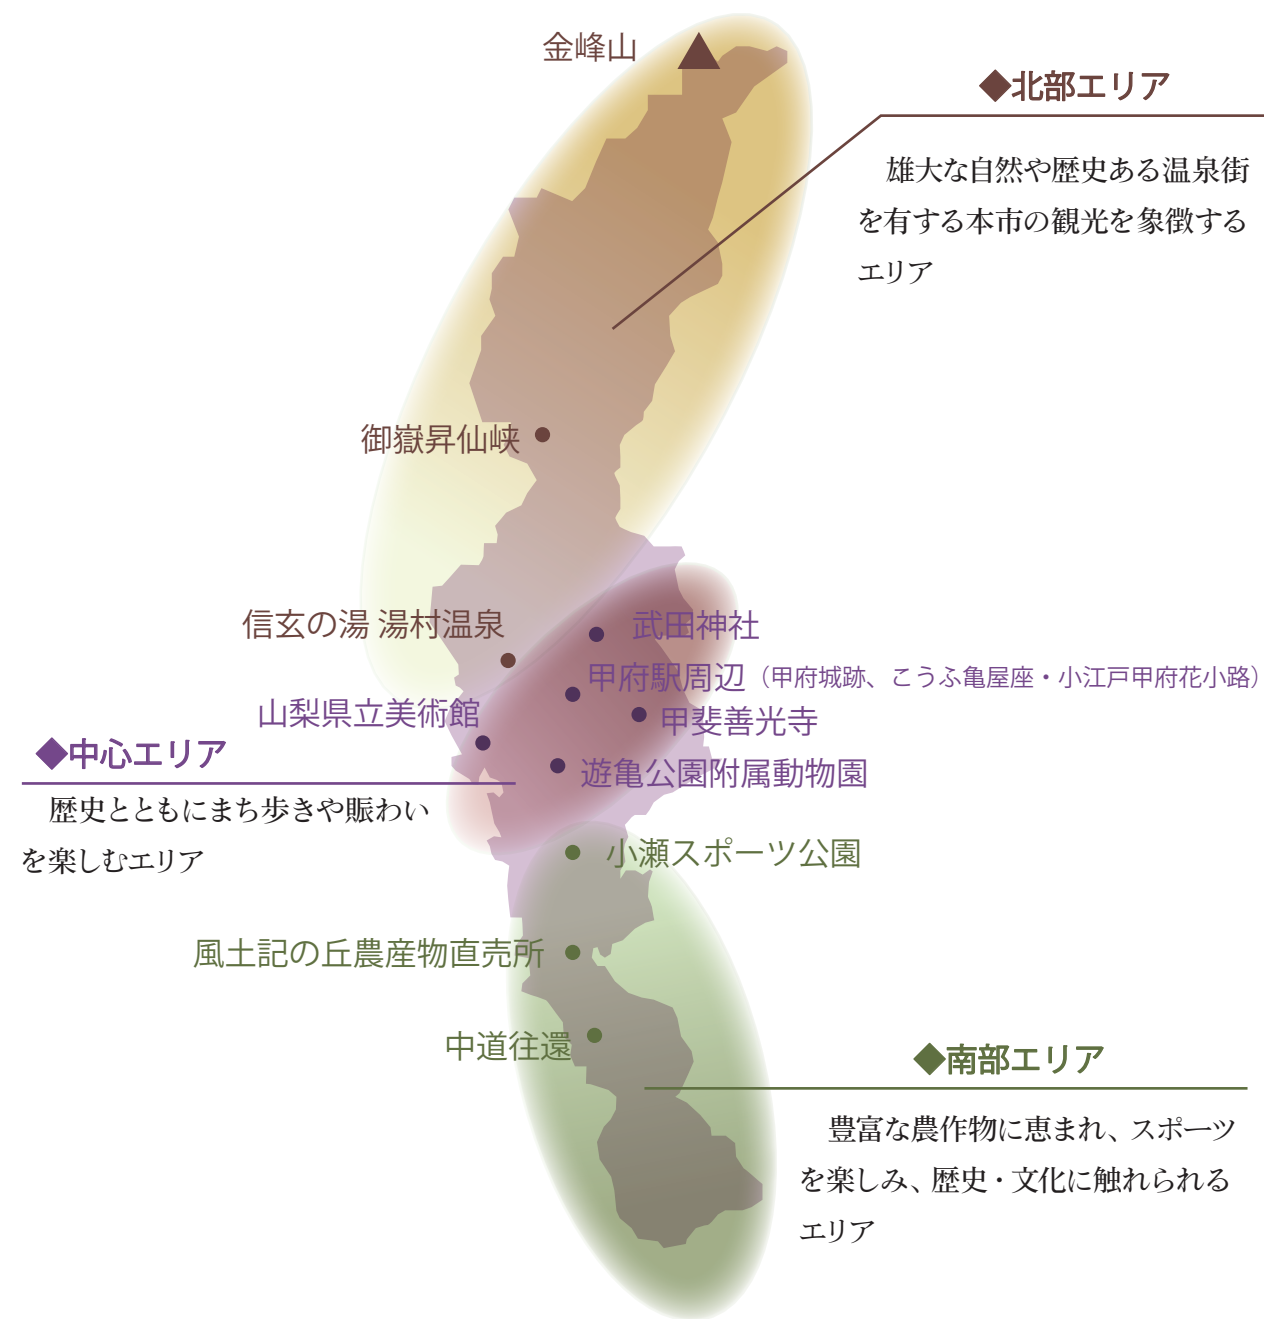 金峰山
◆北部エリア
雄大な自然や歴史ある温泉街
を有する本市の観光を象徴する
エリア
御嶽昇仙峡
信玄の湯 湯村温泉
武田神社
甲府駅周辺（甲府城跡、こうふ亀屋座・小江戸甲府花小路）
山梨県立美術館
甲斐善光寺
◆中心エリア
遊亀公園附属動物園
歴史とともにまち歩きや賑わい
を楽しむエリア
小瀬スポーツ公園
風土記の丘農産物直売所
中道往還
◆南部エリア
豊富な農作物に恵まれ、スポーツ
を楽しみ、歴史・文化に触れられる
エリア